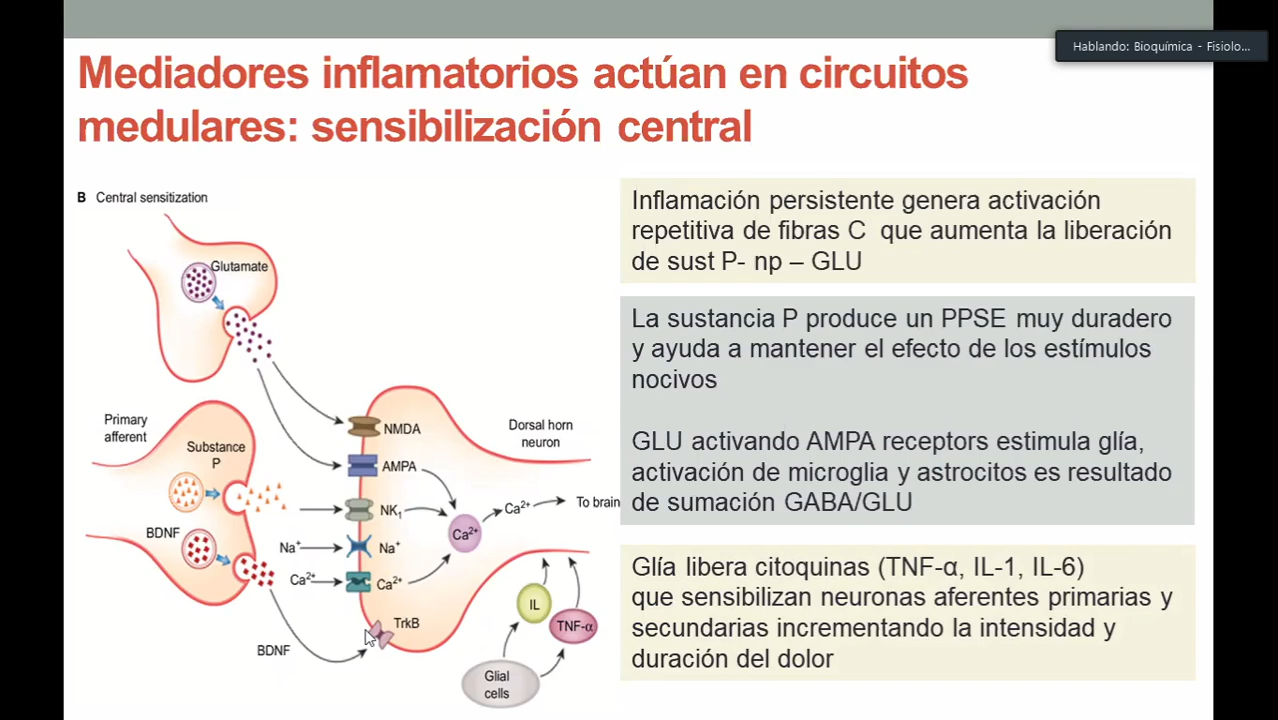 Hablando: Bioquímica - Fisiolo...
Mediadores inflamatorios actúan en circuitos
medulares: sensibilización central
B Central sensitization
Glutamate
Primary
afferent
Substance
P
BDNF
NMDA
AMPA
NK₁
Na⁺
Na⁺
Ca²⁺
Ca²⁺
Ca²⁺
Ca²⁺
To brain
Dorsal horn
neuron
TrkB
BDNF
IL
TNF-α
Glial
cells
Inflamación persistente genera activación
repetitiva de fibras C que aumenta la liberación
de sust P- np – GLU
La sustancia P produce un PPSE muy duradero
y ayuda a mantener el efecto de los estímulos
nocivos
GLU activando AMPA receptors estimula glía,
activación de microglia y astrocitos es resultado
de sumación GABA/GLU
Glía libera citoquinas (TNF-α, IL-1, IL-6)
que sensibilizan neuronas aferentes primarias y
secundarias incrementando la intensidad y
duración del dolor